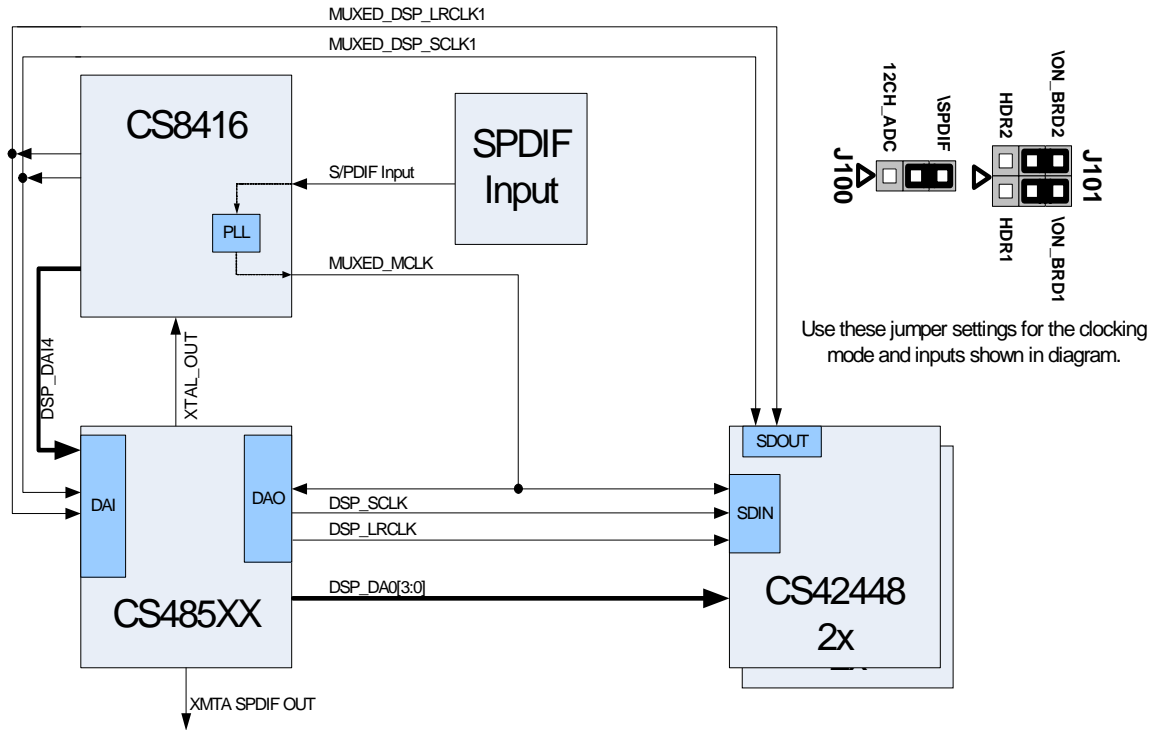 MUXED_DSP_LRCLK1
MUXED_DSP_SCLK1
CS8416
SPDIF
Input
S/PDIF Input
PLL
MUXED_MCLK
12CH_ADC
\SPDIF
J100
HDR2
\ON_BRD2
J101
HDR1
\ON_BRD1
Use these jumper settings for the clocking
mode and inputs shown in diagram.
DSP_DAI4
XTAL_OUT
SDOUT
DAI
DAO
DSP_SCLK
SDIN
DSP_LRCLK
DSP_DA0[3:0]
CS485XX
CS42448
2x
2x
XMTA SPDIF OUT